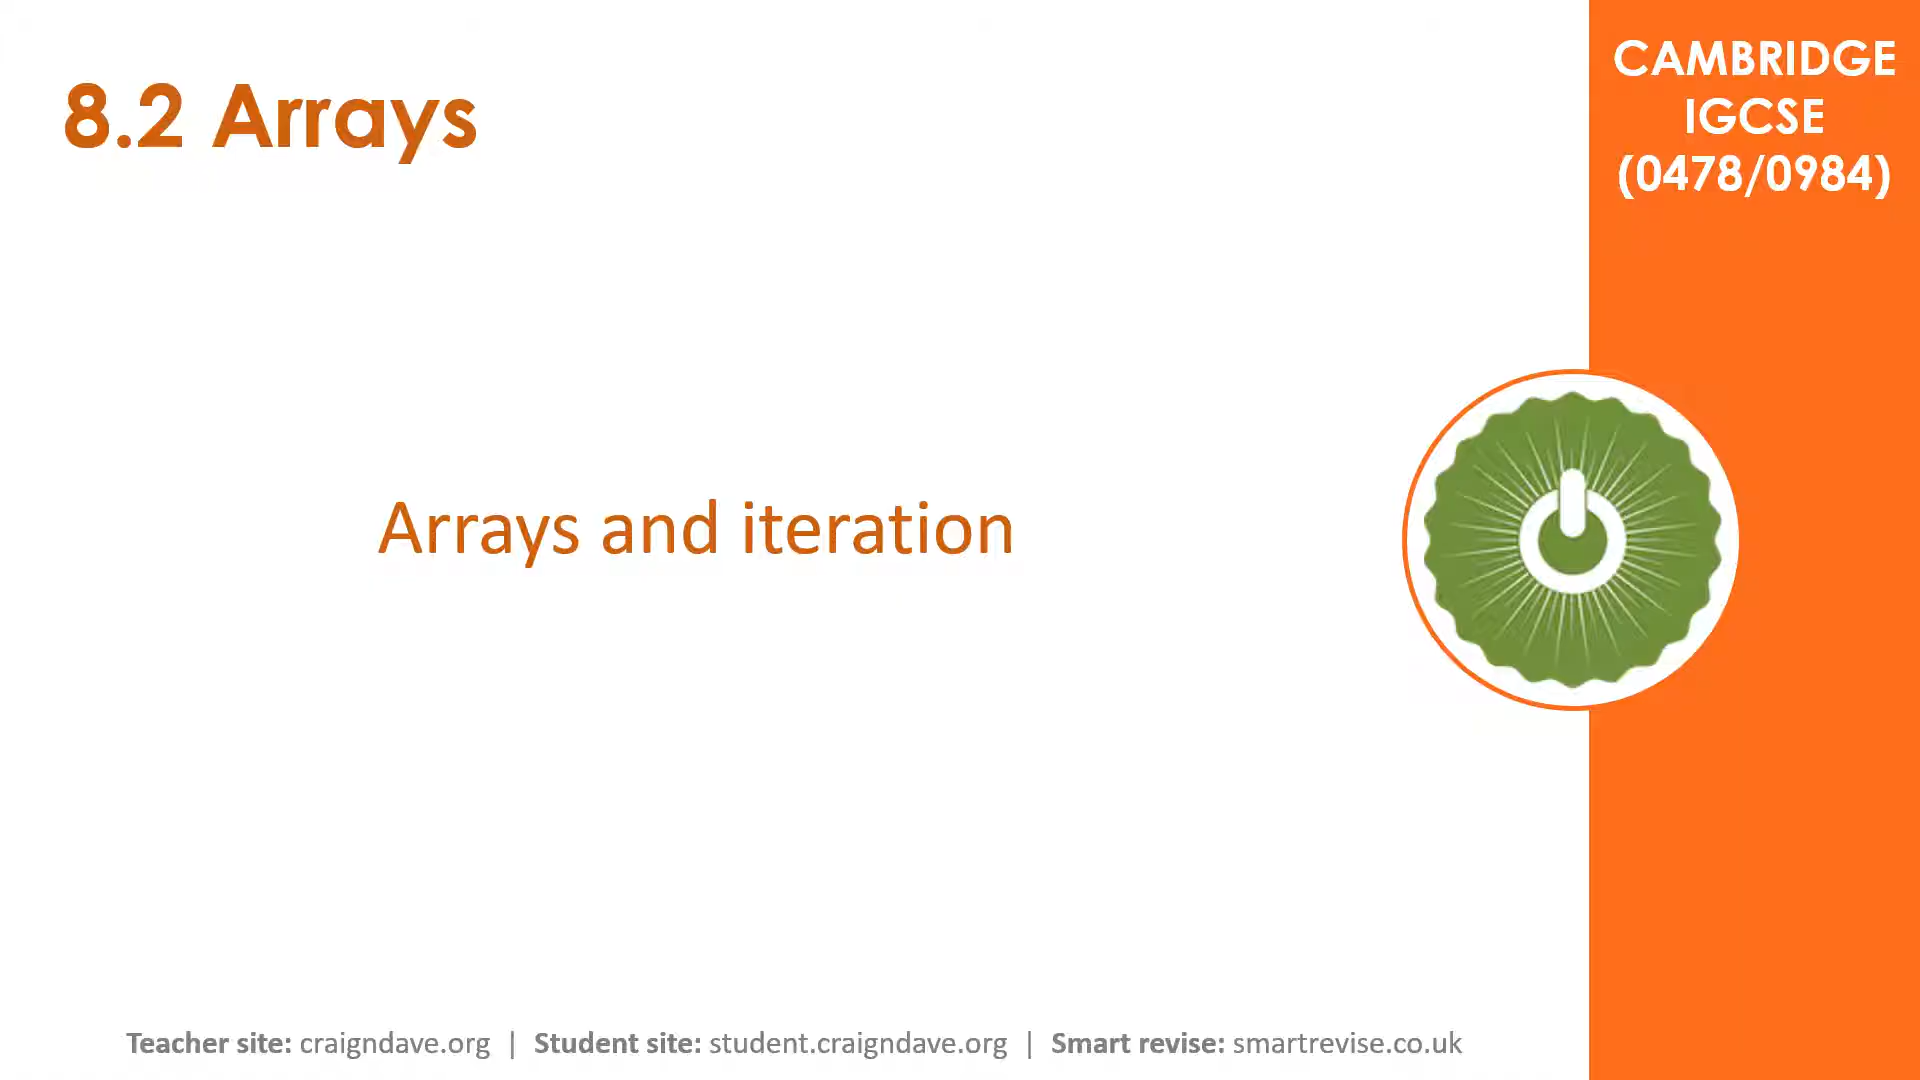 8.2 Arrays
CAMBRIDGE
IGCSE
(0478/0984)
Arrays and iteration
Teacher site: craigndave.org | Student site: student.craigndave.org | Smart revise: smartrevise.co.uk